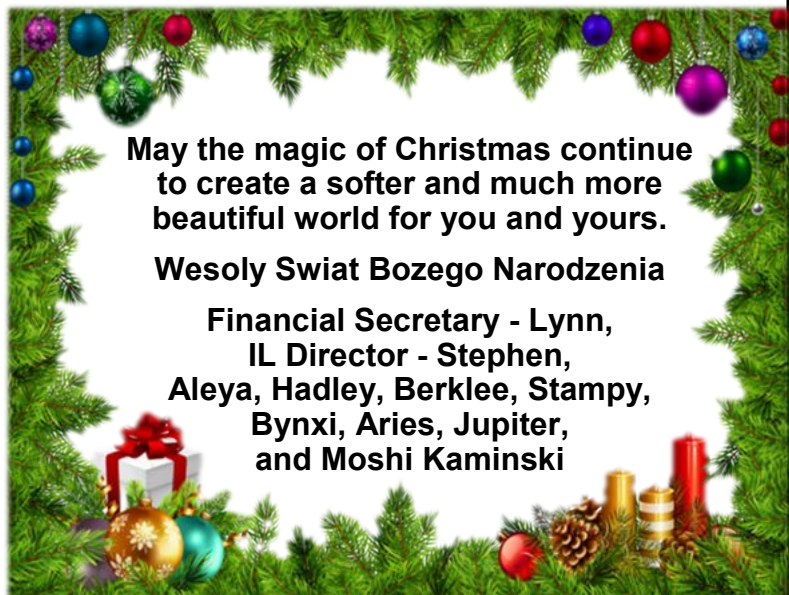 May the magic of Christmas continue
to create a softer and much more
beautiful world for you and yours.
Wesoly Swiat Bozego Narodzenia
Financial Secretary - Lynn,
IL Director - Stephen,
Aleya, Hadley, Berklee, Stampy,
Bynxi, Aries, Jupiter,
and Moshi Kaminski